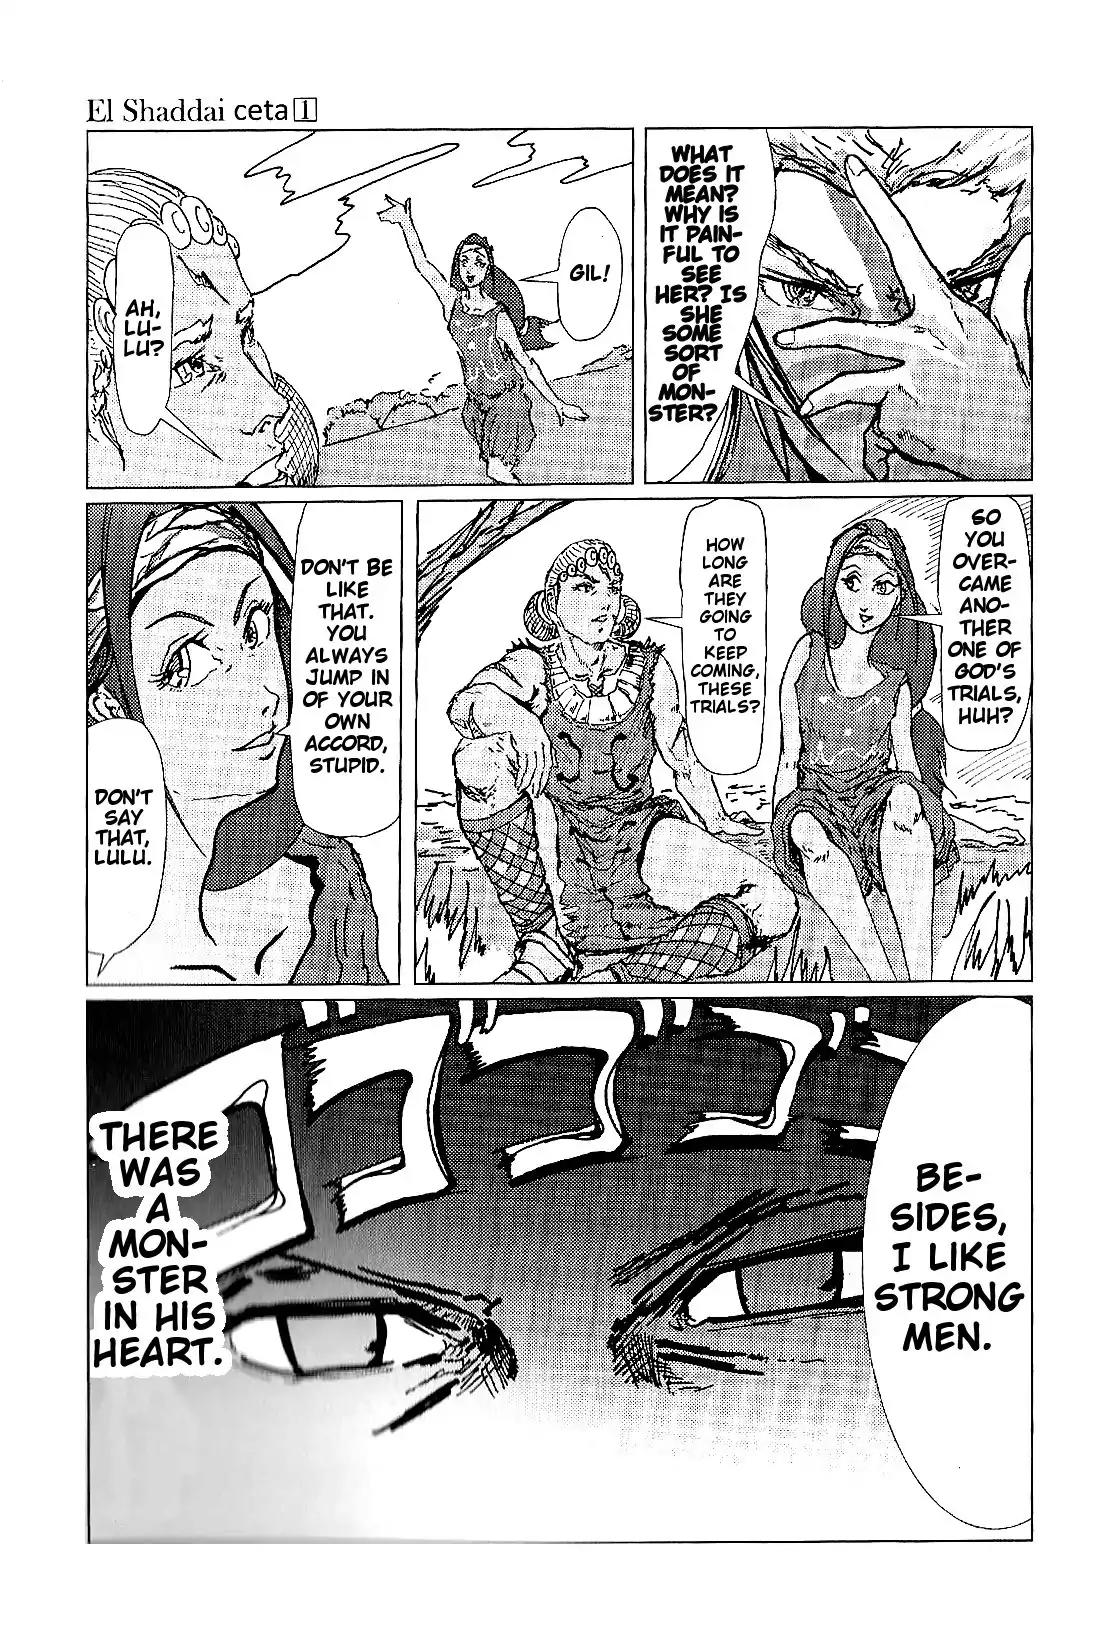 El Shaddai ceta 1
WHAT
DOES IT
MEAN?
WHY IS
IT PAIN-
FUL TO
SEE
HER? IS
SHE
SOME
SORT
OF
MON-
STER?
GIL!
AH,
LU-
LU?
SO
YOU
OVER-
CAME
ANO-
THER
ONE OF
GOD'S
TRIALS,
HUH?
HOW
LONG
ARE
THEY
GOING
TO
KEEP
COMING,
THESE
TRIALS?
DON'T BE
LIKE
THAT.
YOU
ALWAYS
JUMP IN
OF YOUR
OWN
ACCORD,
STUPID.
DON'T
SAY
THAT,
LULU.
BE-
SIDES,
I LIKE
STRONG
MEN.
THERE
WAS
A
MON-
STER
IN HIS
HEART.